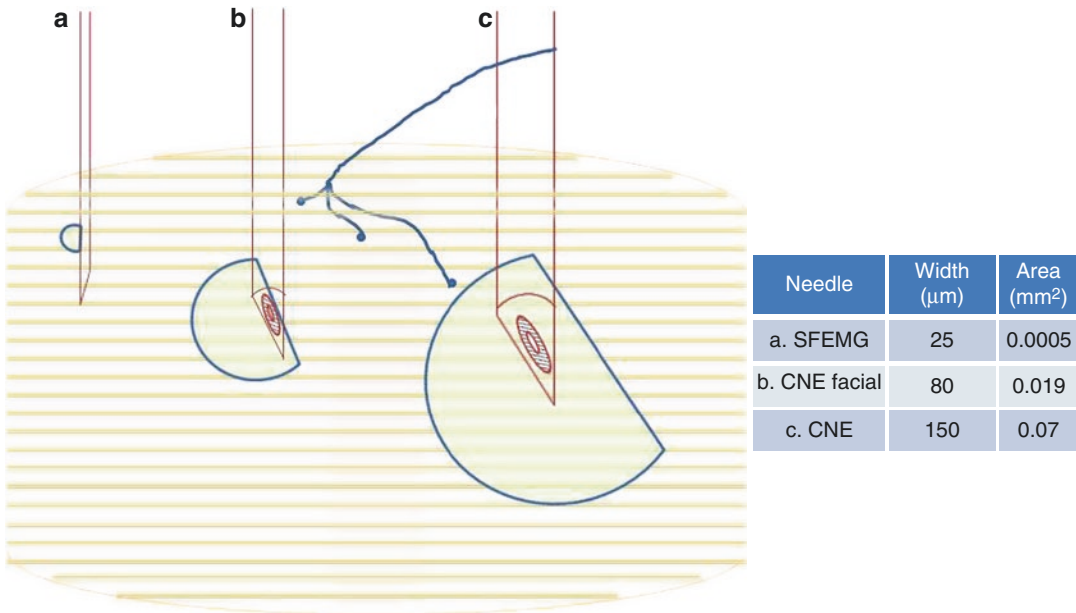 a b c
Needle Width (μm) Area (mm²)
a. SFEMG 25 0.0005
b. CNE facial 80 0.019
c. CNE 150 0.07